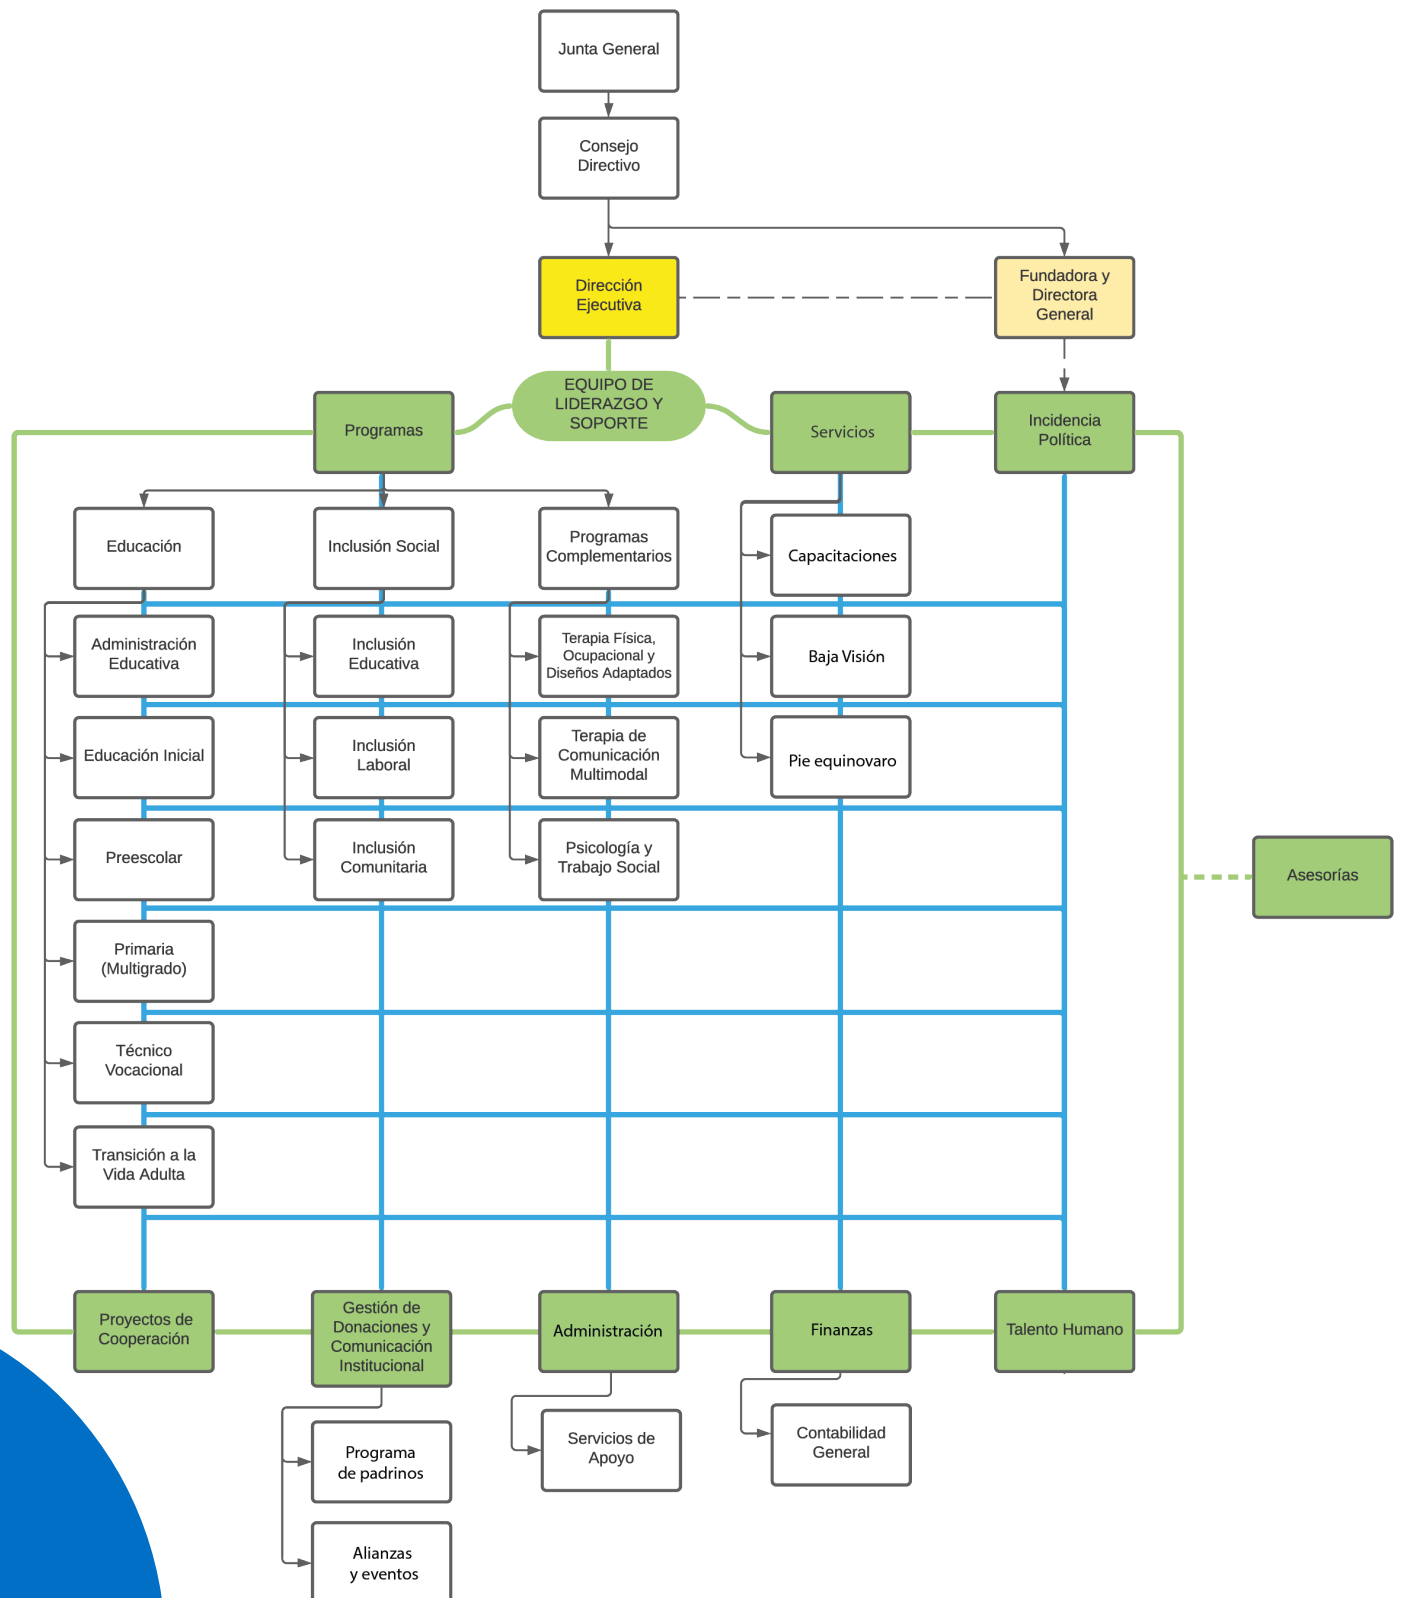 Junta General
Consejo
Directivo
Dirección
Ejecutiva
Fundadora y
Directora
General
EQUIPO DE
LIDERAZGO Y
SOPORTE
Programas
Servicios
Incidencia
Política
Educación
Inclusión Social
Programas
Complementarios
Capacitaciones
Administración
Educativa
Inclusión
Educativa
Terapia Física,
Ocupacional y
Diseños Adaptados
Baja Visión
Educación Inicial
Inclusión
Laboral
Terapia de
Comunicación
Multimodal
Pie equinovaro
Preescolar
Inclusión
Comunitaria
Psicología y
Trabajo Social
Asesorías
Primaria
(Multigrado)
Técnico
Vocacional
Transición a la
Vida Adulta
Proyectos de
Cooperación
Gestión de
Donaciones y
Comunicación
Institucional
Administración
Finanzas
Talento Humano
Programa
de padrinos
Servicios de
Apoyo
Contabilidad
General
Alianzas
y eventos